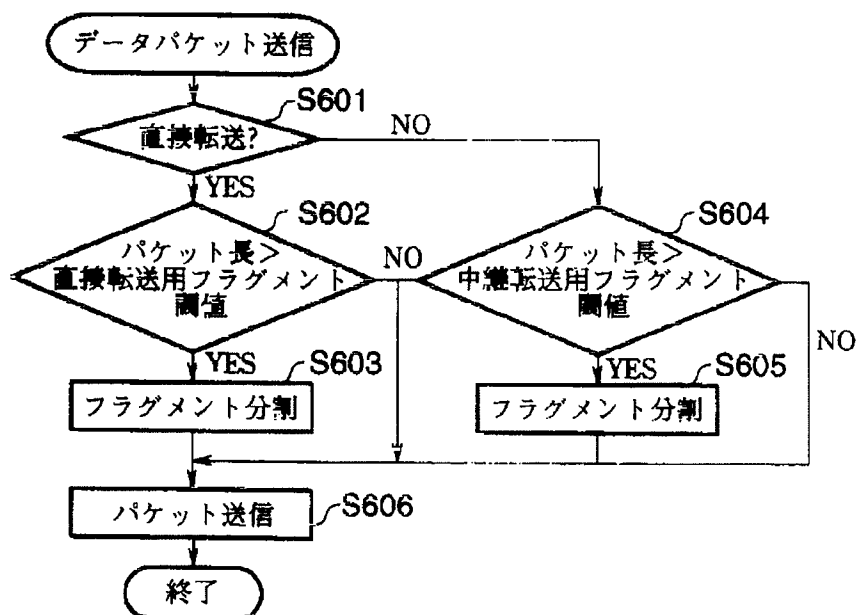 データパケット送信
S601
直接転送?
NO
YES
S602
パケット長>
直接転送用フラグメント
閾値
NO
S604
パケット長>
中継転送用フラグメント
閾値
NO
YES
S603
フラグメント分割
YES
S605
フラグメント分割
パケット送信
S606
終了